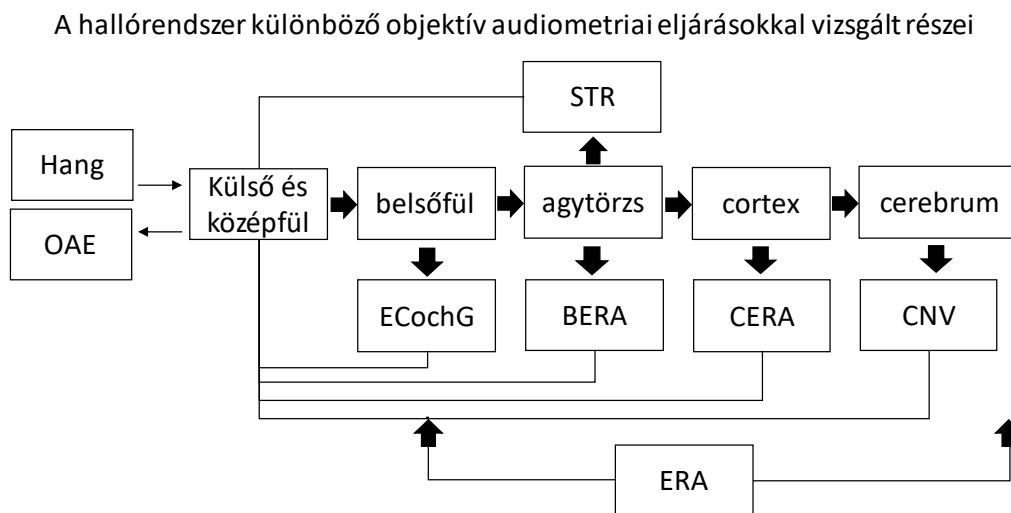 A hallórendszer különböző objektív audiometriai eljárásokkal vizsgált részei
STR
Hang
OAE
Külső és
középfül
belsőfül
agytörzs
cortex
cerebrum
ECochG
BERA
CERA
CNV
ERA